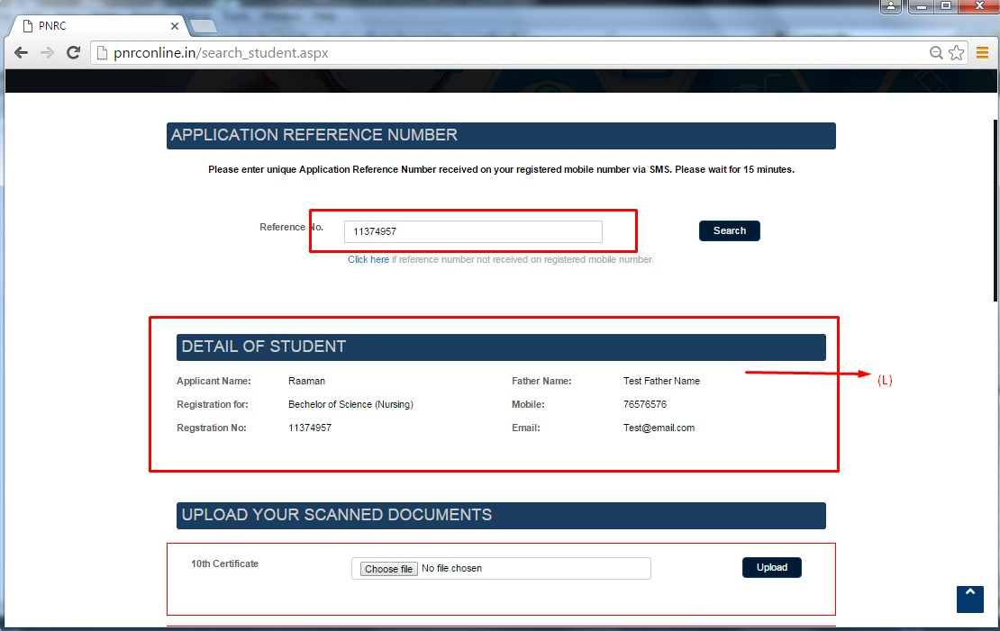 PNRC
pnrconline.in/search_student.aspx
APPLICATION REFERENCE NUMBER
Please enter unique Application Reference Number received on your registered mobile number via SMS. Please wait for 15 minutes.
Reference No. 11374957 Search
Click here if reference number not received on registered mobile number.
DETAIL OF STUDENT
Applicant Name: Raaman Father Name: Test Father Name
(L)
Registration for: Bechelor of Science (Nursing) Mobile: 76576576
Regstration No: 11374957 Email: Test@email.com
UPLOAD YOUR SCANNED DOCUMENTS
10th Certificate Choose file No file chosen Upload